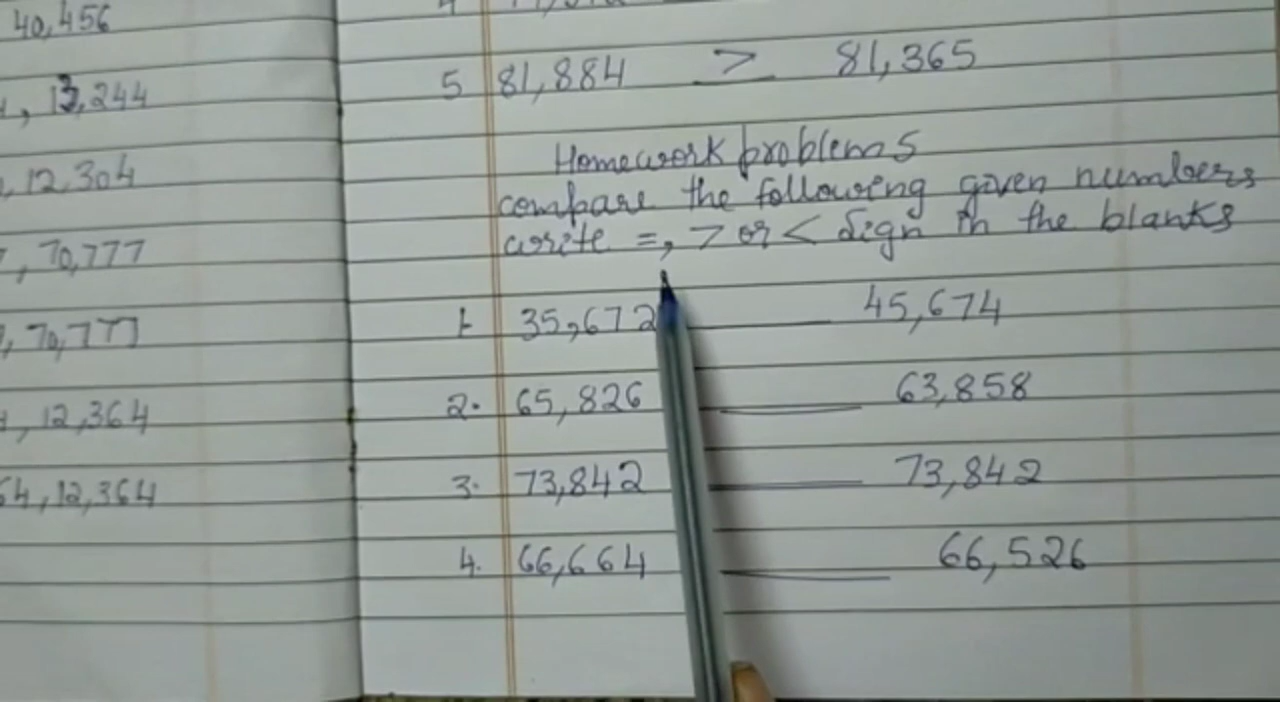 40,456
13,244
12,304
70,777
70,777
12,364
64,12,364
5 81,884 > 81,365
Homework problems
compare the following given numbers
write =, > or < sign in the blanks
1. 35,672 ____ 45,674
2. 65,826 ____ 63,858
3. 73,842 ____ 73,842
4. 66,664 ____ 66,526